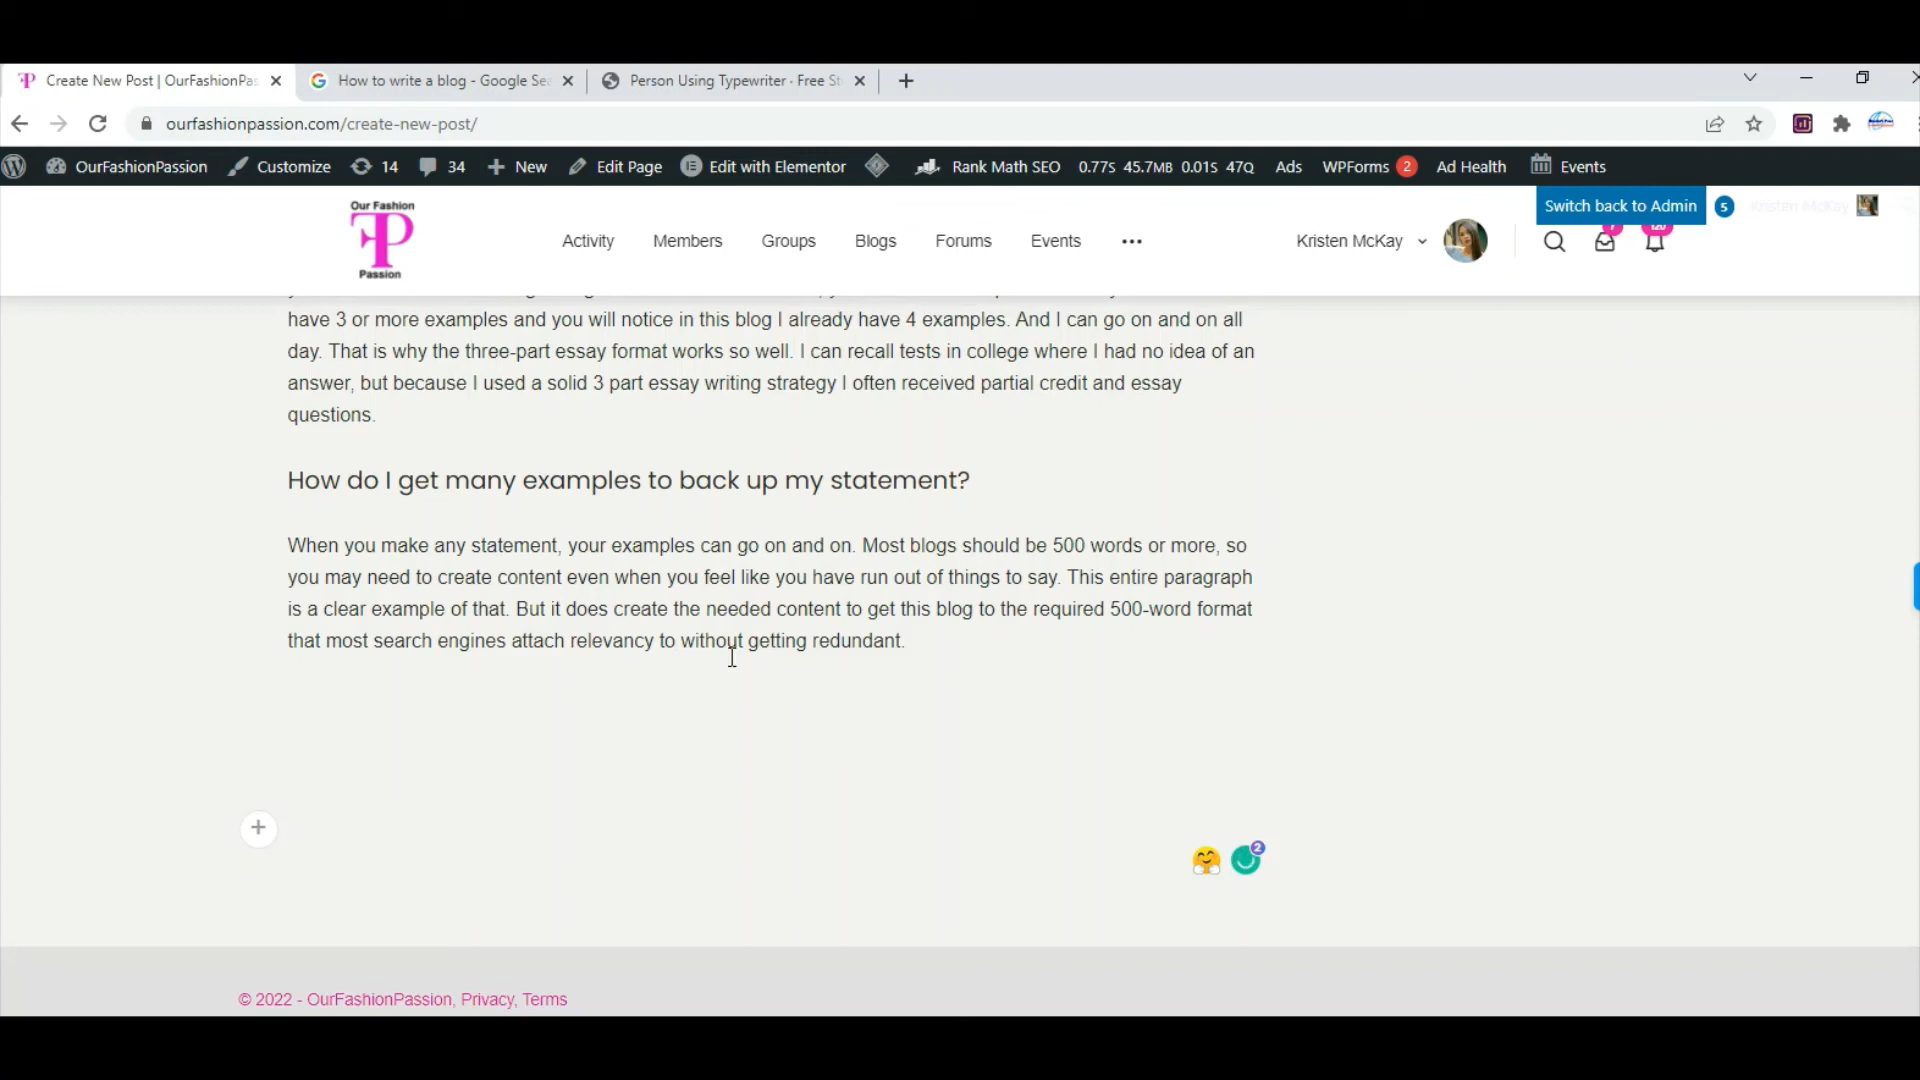 Create New Post | OurFashionPas
How to write a blog - Google Sea
Person Using Typewriter · Free St
ourfashionpassion.com/create-new-post/
OurFashionPassion Customize 14 34 New Edit Page Edit with Elementor Rank Math SEO 0.77S 45.7MB 0.01S 47Q Ads WPForms 2 Ad Health Events
Switch back to Admin 5 Kristen McKay
Our Fashion
FP
Passion
Activity Members Groups Blogs Forums Events ••• Kristen McKay
have 3 or more examples and you will notice in this blog I already have 4 examples. And I can go on and on all
day. That is why the three-part essay format works so well. I can recall tests in college where I had no idea of an
answer, but because I used a solid 3 part essay writing strategy I often received partial credit and essay
questions.
How do I get many examples to back up my statement?
When you make any statement, your examples can go on and on. Most blogs should be 500 words or more, so
you may need to create content even when you feel like you have run out of things to say. This entire paragraph
is a clear example of that. But it does create the needed content to get this blog to the required 500-word format
that most search engines attach relevancy to without getting redundant.
2
© 2022 - OurFashionPassion, Privacy, Terms